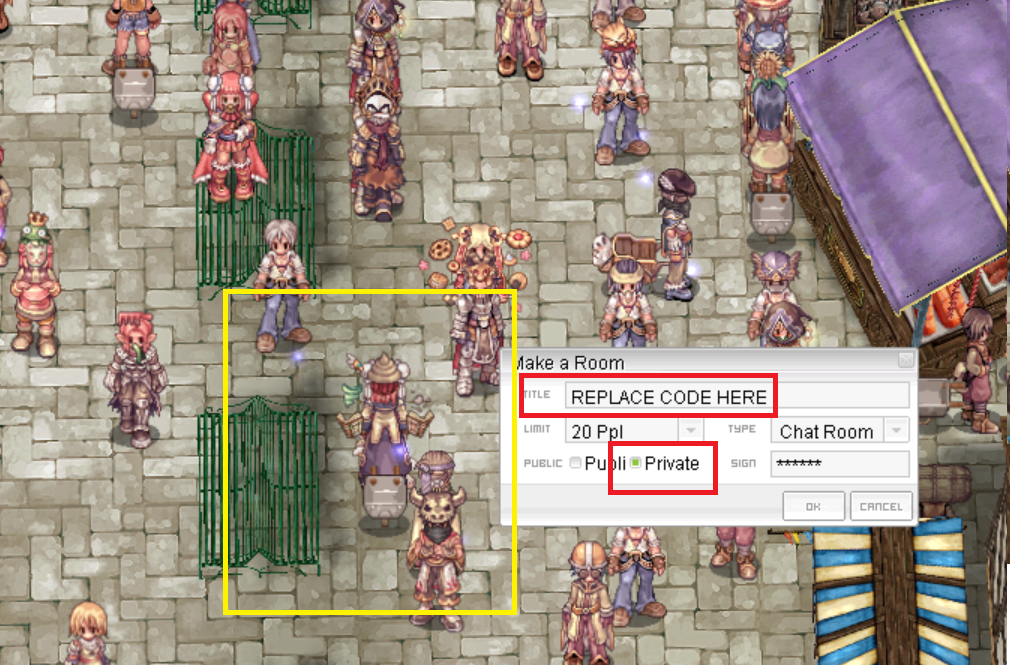 Make a Room
TITLE REPLACE CODE HERE
LIMIT 20 Ppl TYPE Chat Room
PUBLIC Publi Private SIGN ******
OK CANCEL